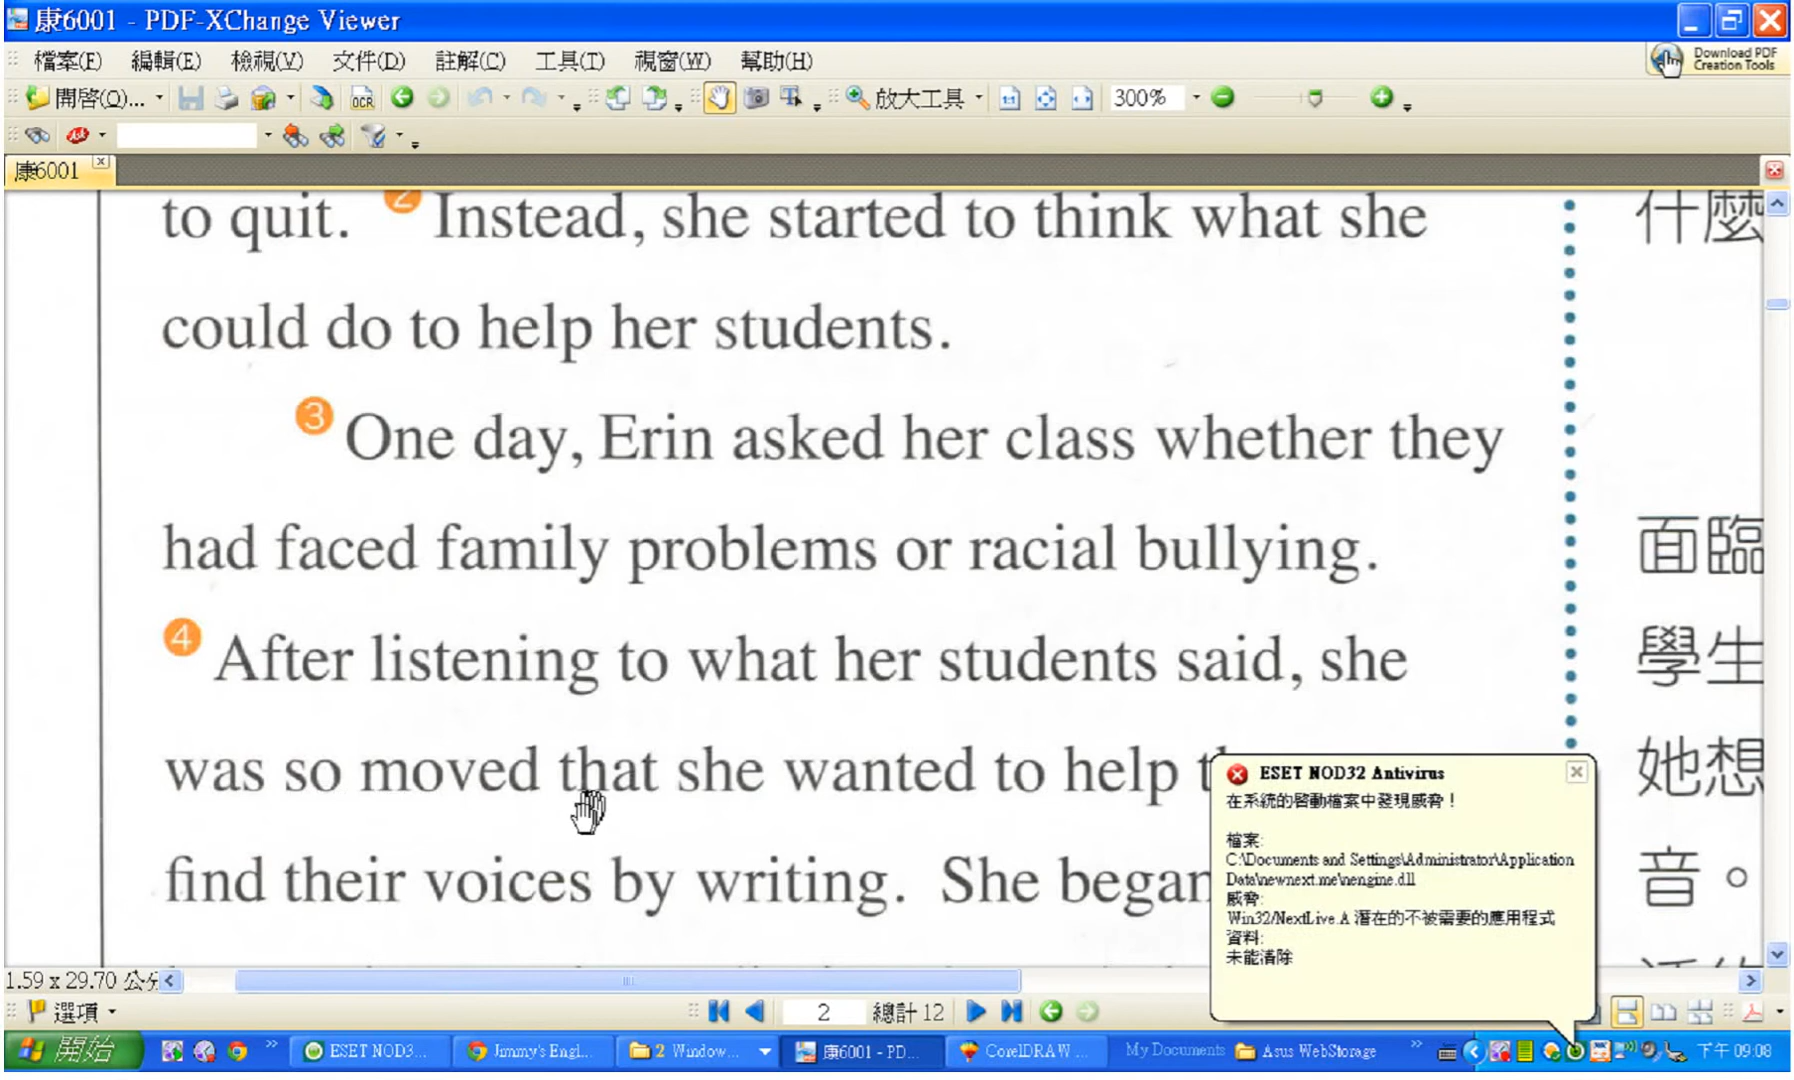 康6001 - PDF-XChange Viewer
檔案(F) 編輯(E) 檢視(V) 文件(D) 註解(C) 工具(T) 視窗(W) 幫助(H)
Download PDF
Creation Tools
開啓(O)... OCR 放大工具 300%
康6001
to quit. 2 Instead, she started to think what she 什麼
could do to help her students.
3 One day, Erin asked her class whether they
had faced family problems or racial bullying. 面臨
4 After listening to what her students said, she 學生
was so moved that she wanted to help 她想
find their voices by writing. She began 音。
ESET NOD32 Antivirus
在系統的啓動檔案中發現威脅！
檔案:
C:\Documents and Settings\Administrator\Application
Data\newnext.me\nengine.dll
威脅:
Win32/NextLive.A 潛在的不被需要的應用程式
資料:
未能清除
1.59 x 29.70 公分
選項 2 總計 12
開始 ESET NOD3... Jimmy's Engl... 2 Window... 康6001 - PD... CorelDRAW ... My Documents Asus WebStorage 下午 09:08